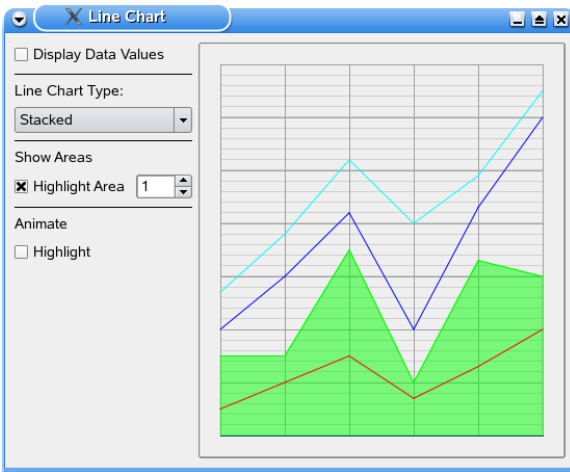 Line Chart
Display Data Values
Line Chart Type:
Stacked
Show Areas
Highlight Area 1
Animate
Highlight